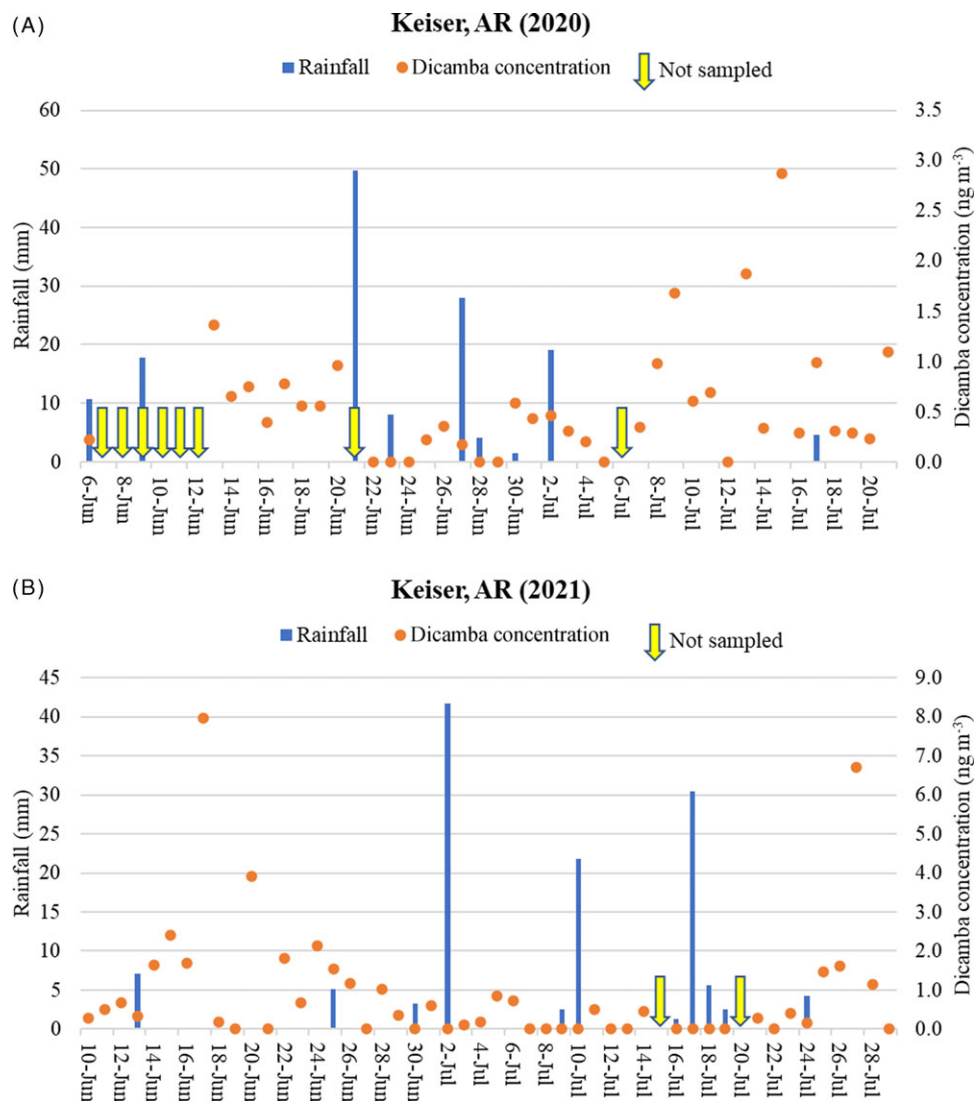 (A)
Keiser, AR (2020)
Rainfall Dicamba concentration Not sampled
60 3.5
50 3.0
40 2.5
30 2.0
20 1.5
10 1.0
0 0.5
0.0
Rainfall (mm)
Dicamba concentration (ng m-3)
6-Jun 8-Jun 10-Jun 12-Jun 14-Jun 16-Jun 18-Jun 20-Jun 22-Jun 24-Jun 26-Jun 28-Jun 30-Jun 2-Jul 4-Jul 6-Jul 8-Jul 10-Jul 12-Jul 14-Jul 16-Jul 18-Jul 20-Jul
(B)
Keiser, AR (2021)
Rainfall Dicamba concentration Not sampled
45 9.0
40 8.0
35 7.0
30 6.0
25 5.0
20 4.0
15 3.0
10 2.0
5 1.0
0 0.0
Rainfall (mm)
Dicamba concentration (ng m-3)
10-Jun 12-Jun 14-Jun 16-Jun 18-Jun 20-Jun 22-Jun 24-Jun 26-Jun 28-Jun 30-Jun 2-Jul 4-Jul 6-Jul 8-Jul 10-Jul 12-Jul 14-Jul 16-Jul 18-Jul 20-Jul 22-Jul 24-Jul 26-Jul 28-Jul